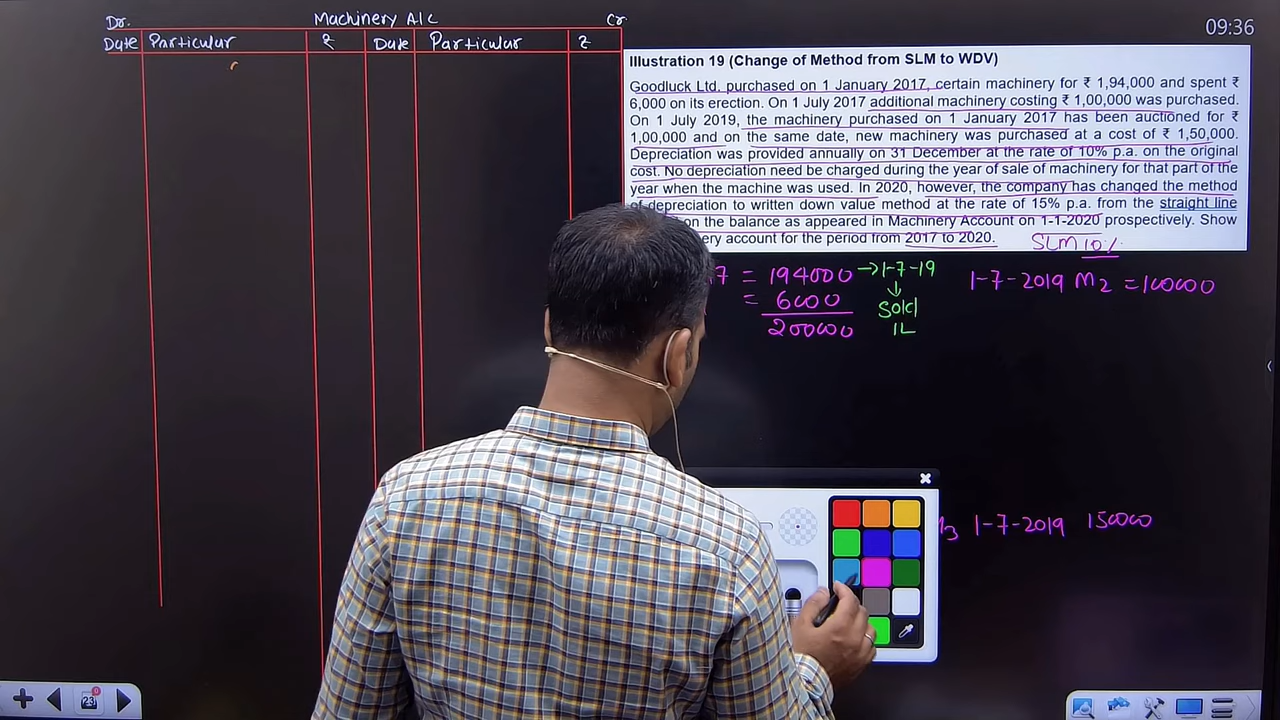 Dr. Machinery A/c Cr.
Date Particular ₹ Date Particular ₹
09:36
Illustration 19 (Change of Method from SLM to WDV)
Goodluck Ltd. purchased on 1 January 2017, certain machinery for ₹ 1,94,000 and spent ₹
6,000 on its erection. On 1 July 2017 additional machinery costing ₹ 1,00,000 was purchased.
On 1 July 2019, the machinery purchased on 1 January 2017 has been auctioned for ₹
1,00,000 and on the same date, new machinery was purchased at a cost of ₹ 1,50,000.
Depreciation was provided annually on 31 December at the rate of 10% p.a. on the original
cost. No depreciation need be charged during the year of sale of machinery for that part of the
year when the machine was used. In 2020, however, the company has changed the method
of depreciation to written down value method at the rate of 15% p.a. from the straight line
on the balance as appeared in Machinery Account on 1-1-2020 prospectively. Show
account for the period from 2017 to 2020.
SLM 10%
7 = 194000 → 1-7-19
= 6000
200000
↓
Sold
1L
1-7-2019 M2 = 100000
1-7-2019 150000
23